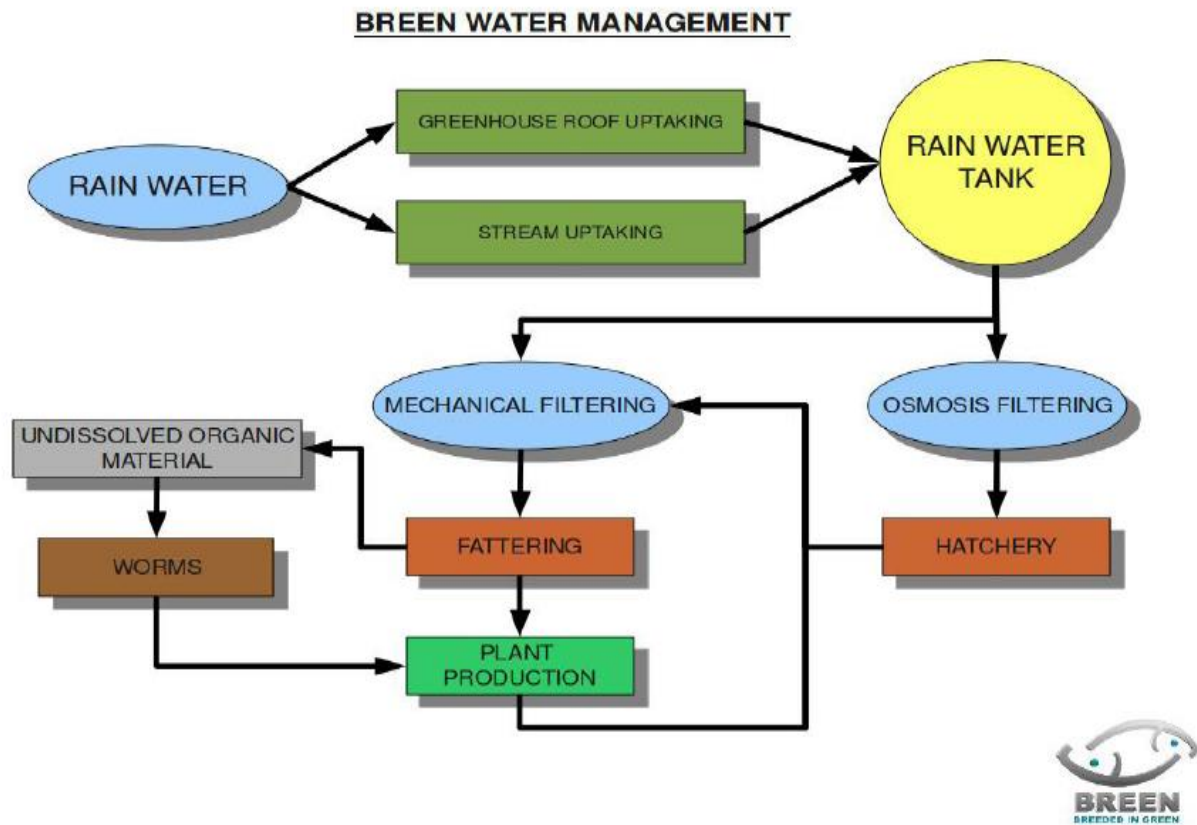 BREEN WATER MANAGEMENT
GREENHOUSE ROOF UPTAKING
RAIN WATER
STREAM UPTAKING
RAIN WATER
TANK
MECHANICAL FILTERING
OSMOSIS FILTERING
UNDISSOLVED ORGANIC
MATERIAL
FATTERING
HATCHERY
WORMS
PLANT
PRODUCTION
BREEN
BREEDED IN GREEN